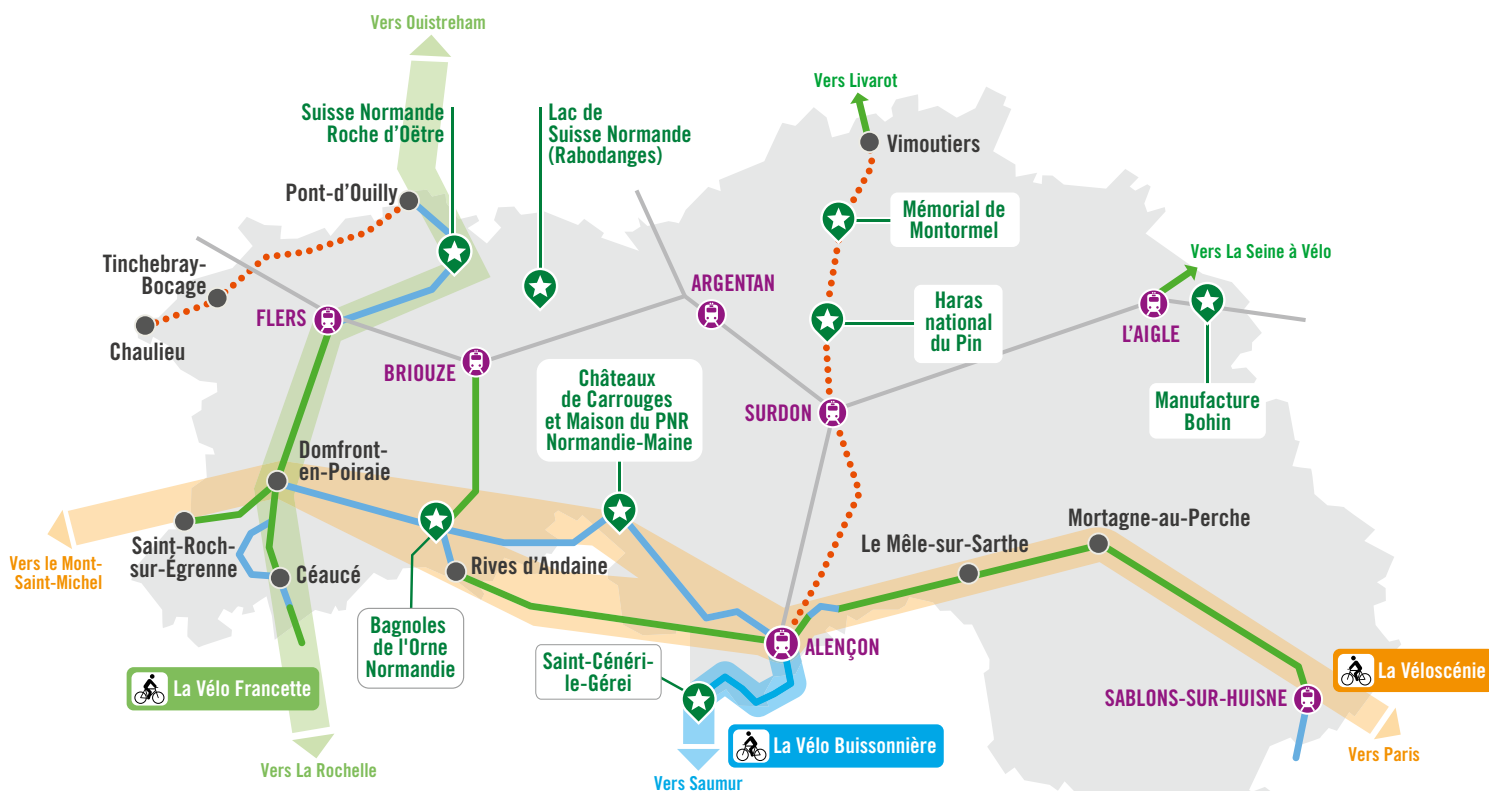 Vers Ouistreham
Vers Livarot
Suisse Normande
Roche d'Oëtre
Lac de
Suisse Normande
(Rabodanges)
Vimoutiers
Pont-d'Ouilly
Mémorial de
Montormel
Vers La Seine à Vélo
Tinchebray-
Bocage
ARGENTAN
FLERS
Haras
national
du Pin
L'AIGLE
Chaulieu
BRIOUZE
Châteaux
de Carrouges
et Maison du PNR
Normandie-Maine
SURDON
Manufacture
Bohin
Domfront-
en-Poiraie
Mortagne-au-Perche
Saint-Roch-
sur-Égrenne
Le Mêle-sur-Sarthe
Vers le Mont-
Saint-Michel
Céaucé
Rives d'Andaine
Bagnoles
de l'Orne
Normandie
ALENÇON
Saint-Cénéri-
le-Gérei
La Vélo Francette
La Véloscénie
SABLONS-SUR-HUISNE
La Vélo Buissonnière
Vers Paris
Vers La Rochelle
Vers Saumur